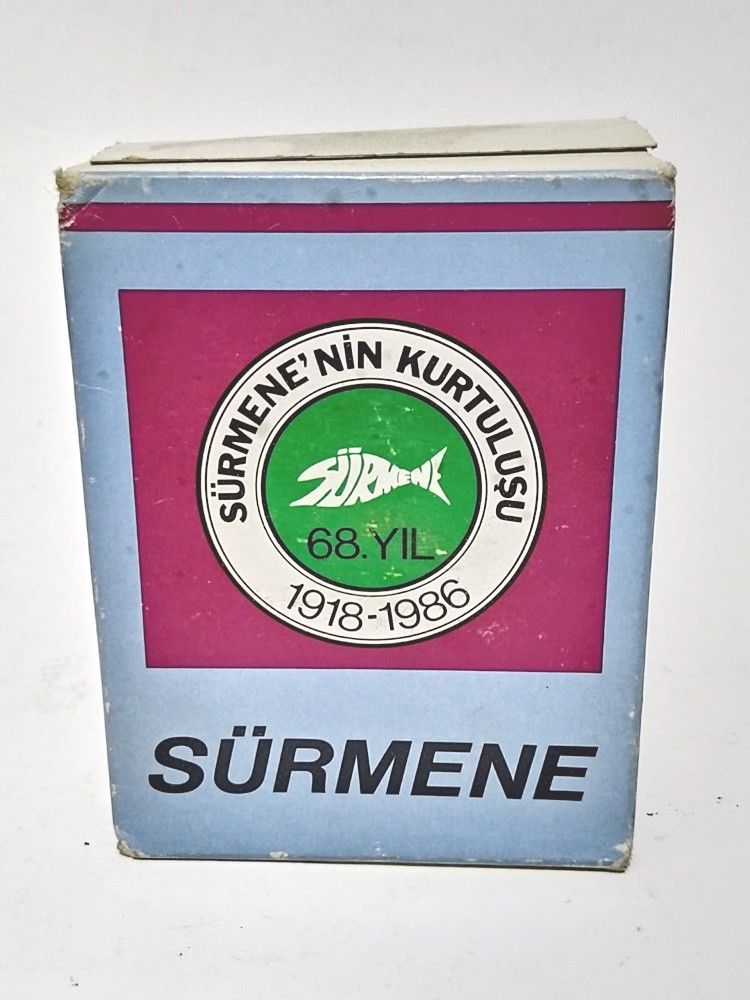 SÜRMENE'NİN KURTULUŞU
SÜRMENE
68.YIL
1918-1986
SÜRMENE